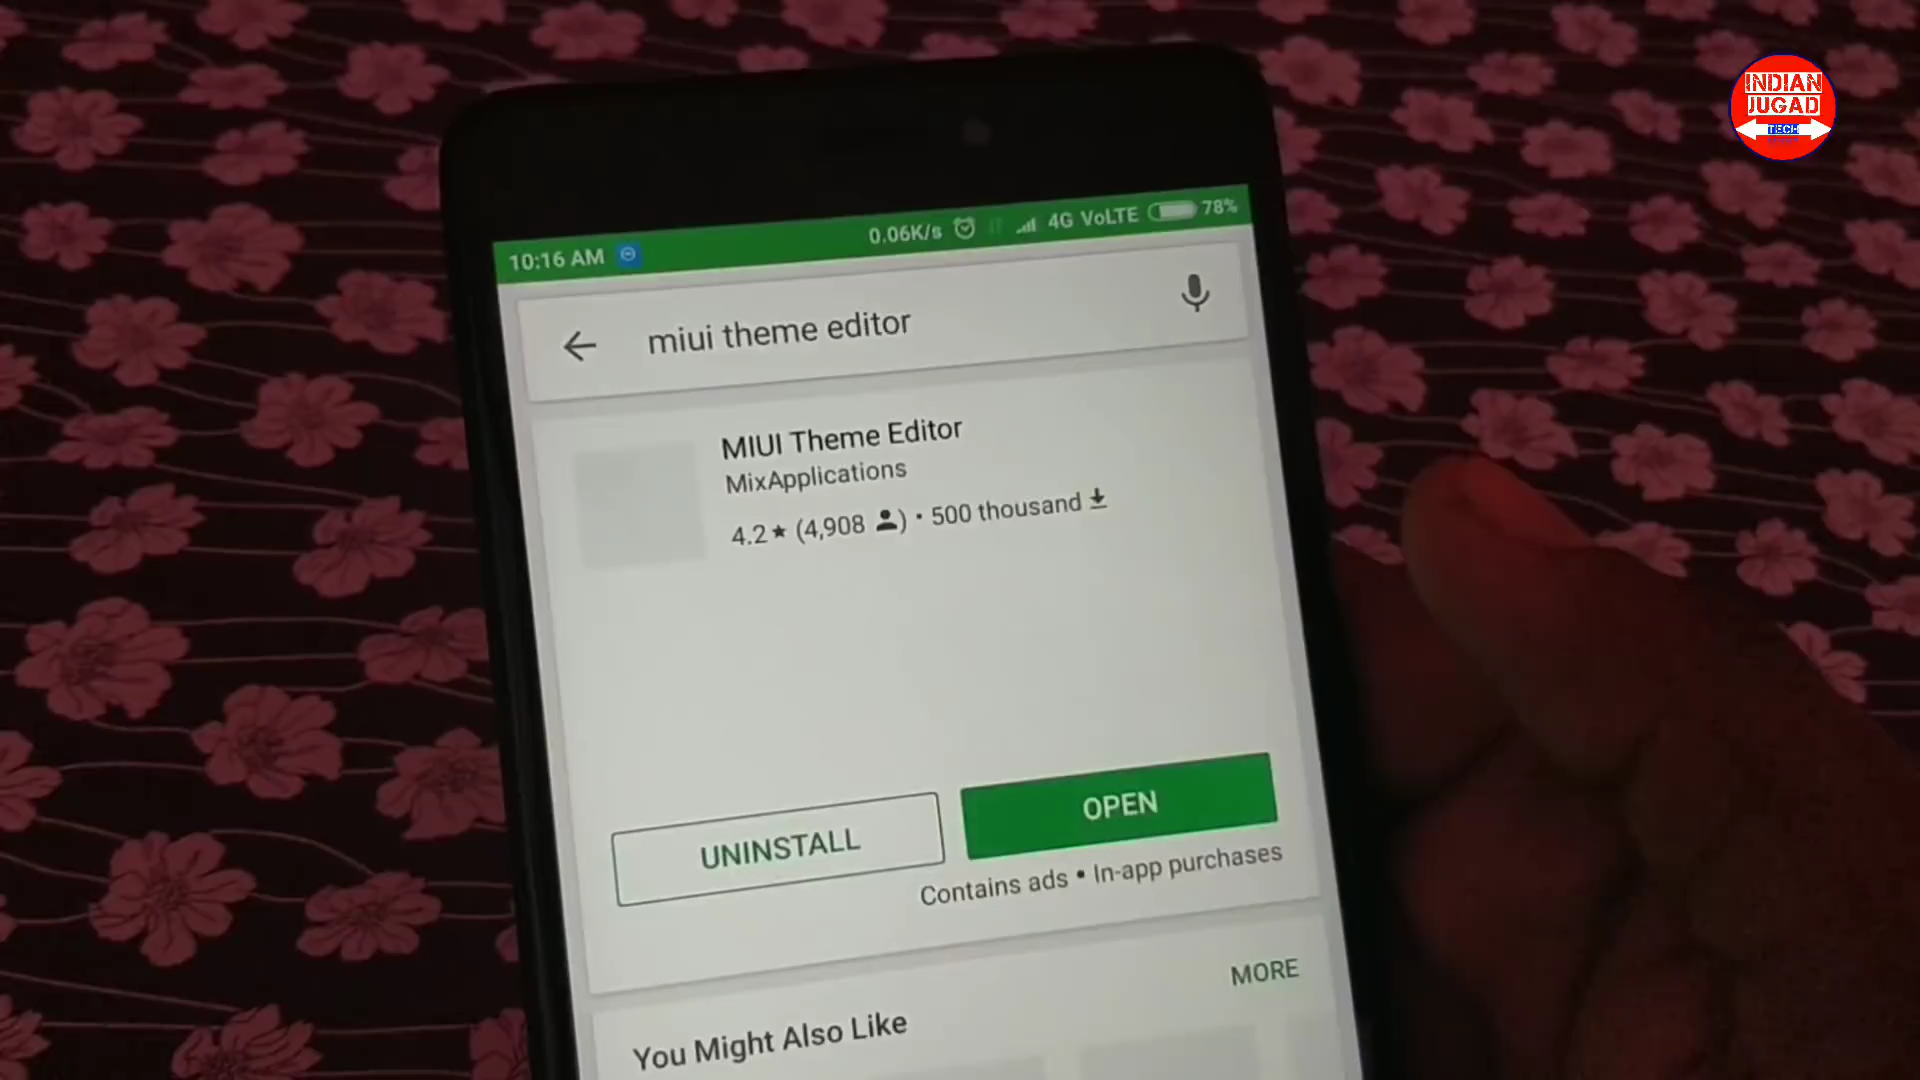 INDIAN
JUGAD
TECH
10:16 AM 0.06K/s 4G VoLTE 78%
miui theme editor
MIUI Theme Editor
MixApplications
4.2★ (4,908) • 500 thousand
UNINSTALL OPEN
Contains ads • In-app purchases
MORE
You Might Also Like